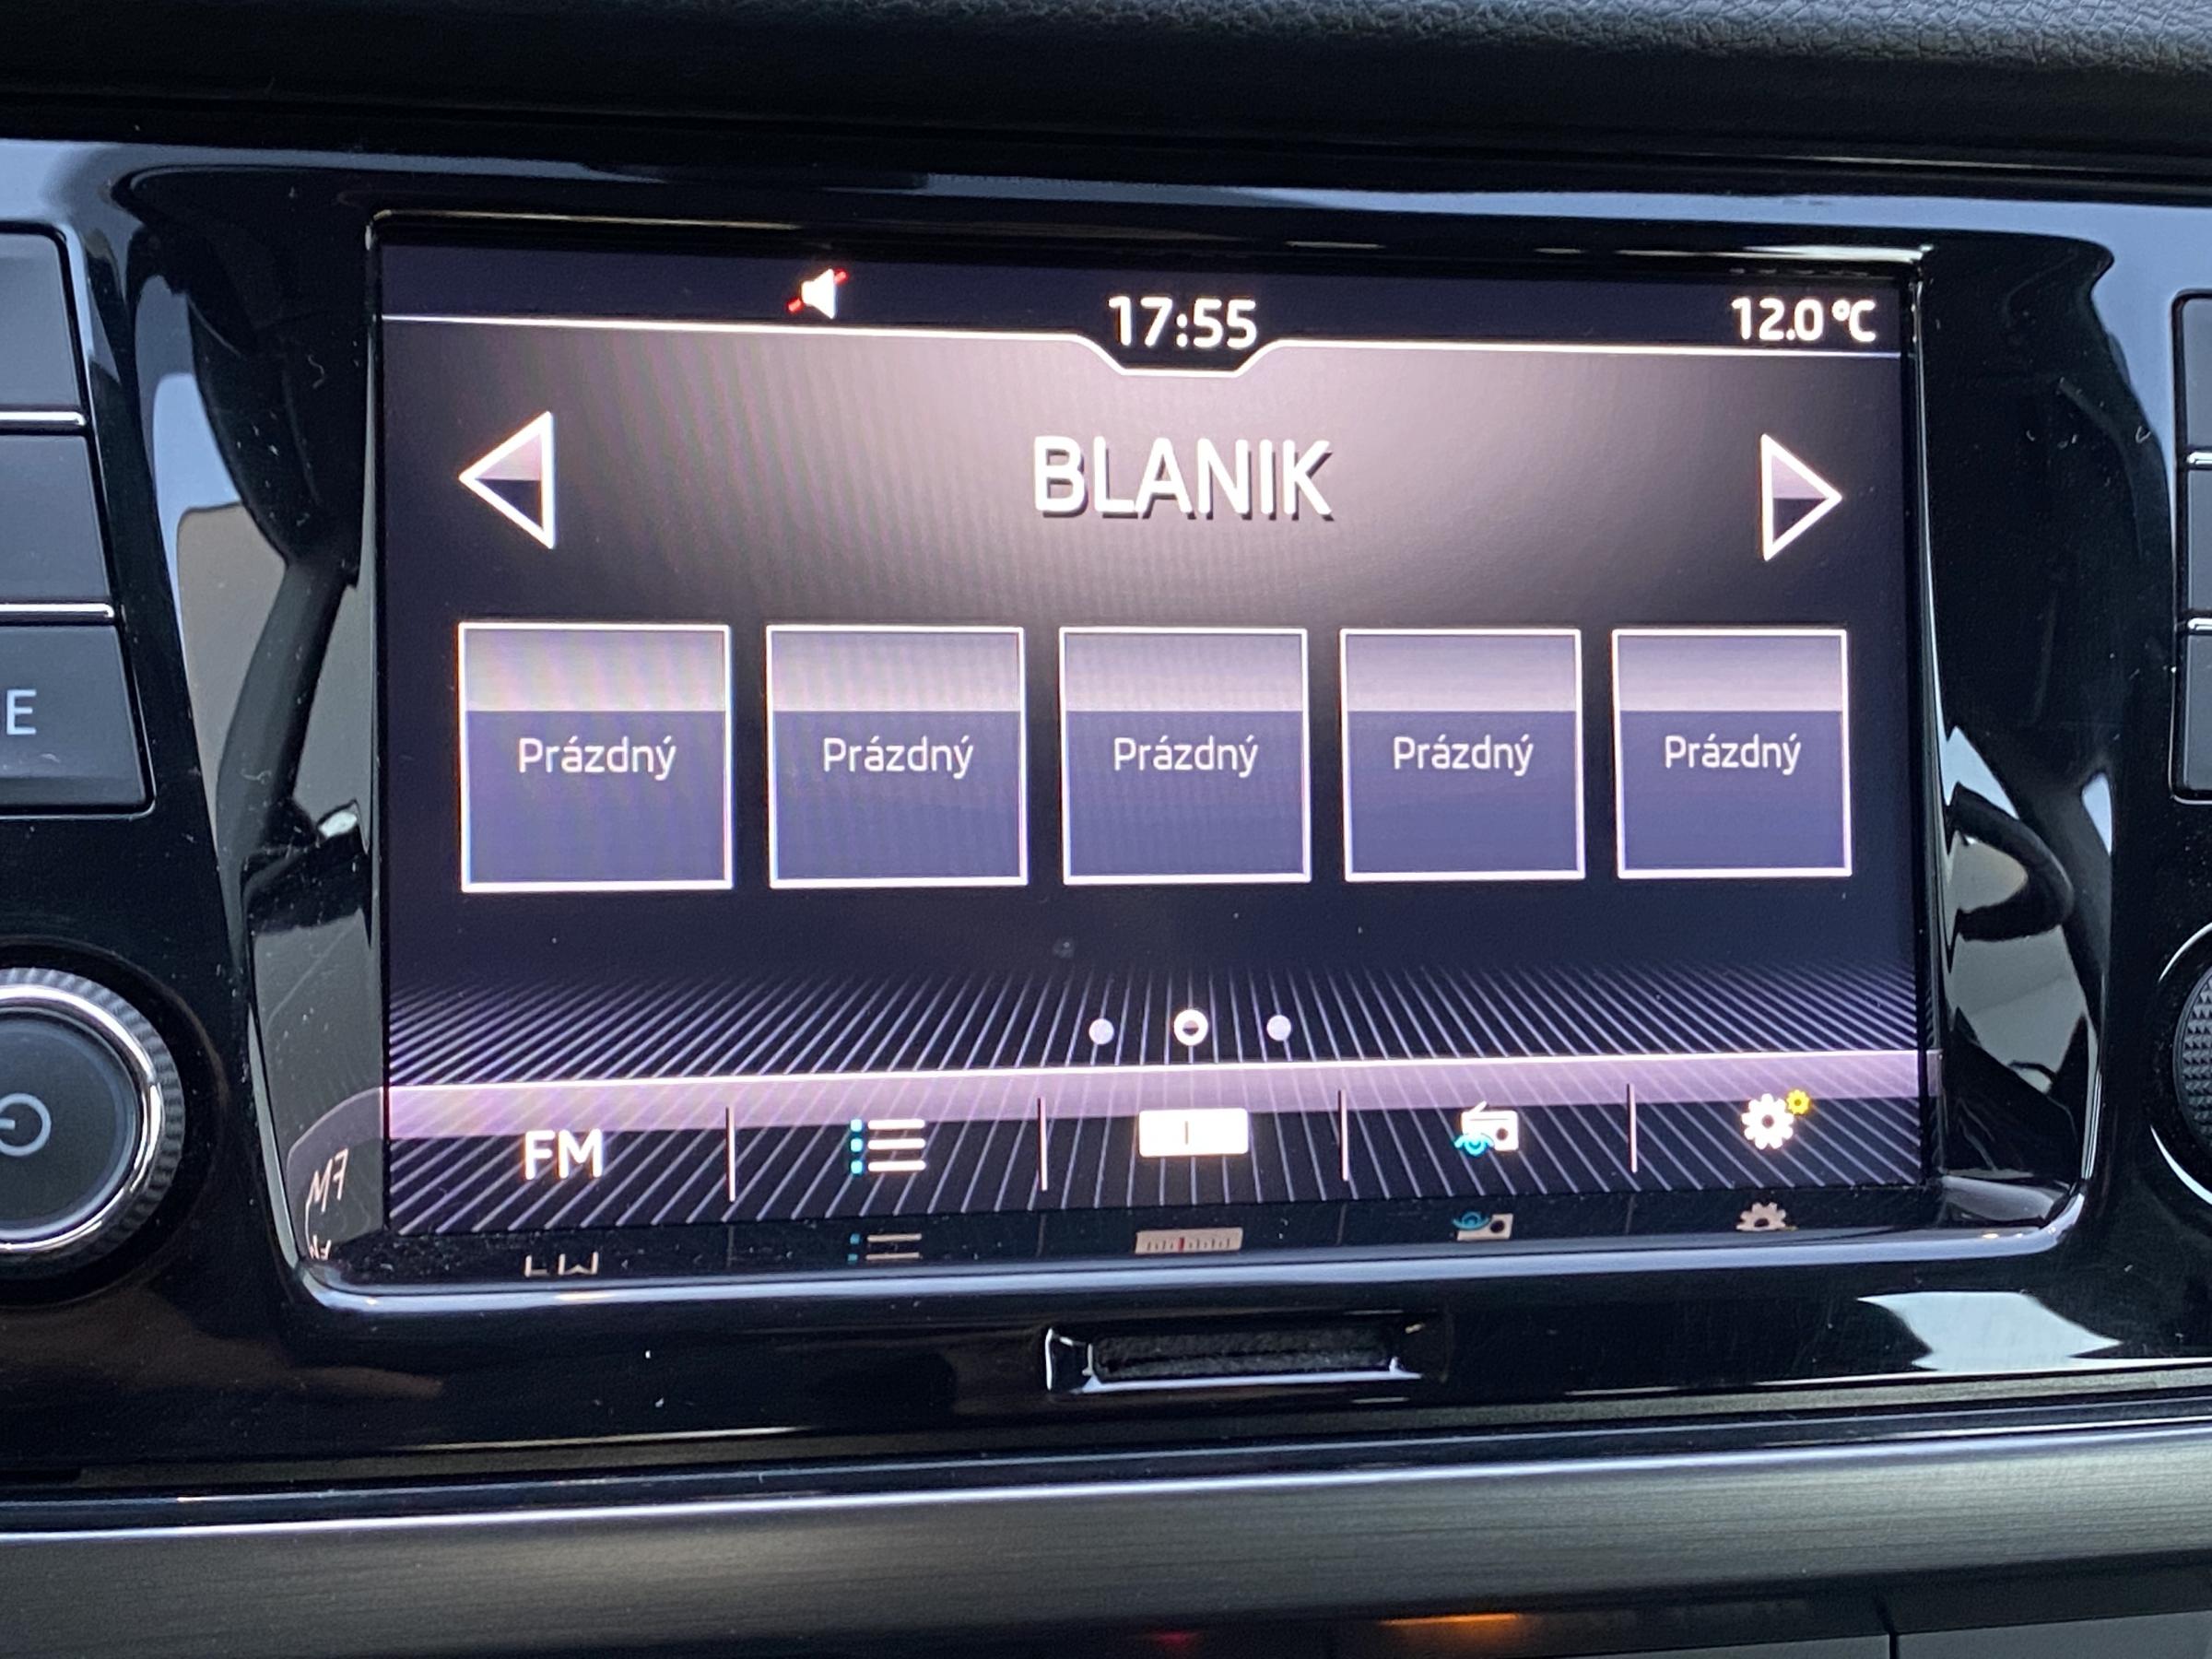 17:55
12.0 °C
BLANIK
Prázdný
Prázdný
Prázdný
Prázdný
Prázdný
E
FM